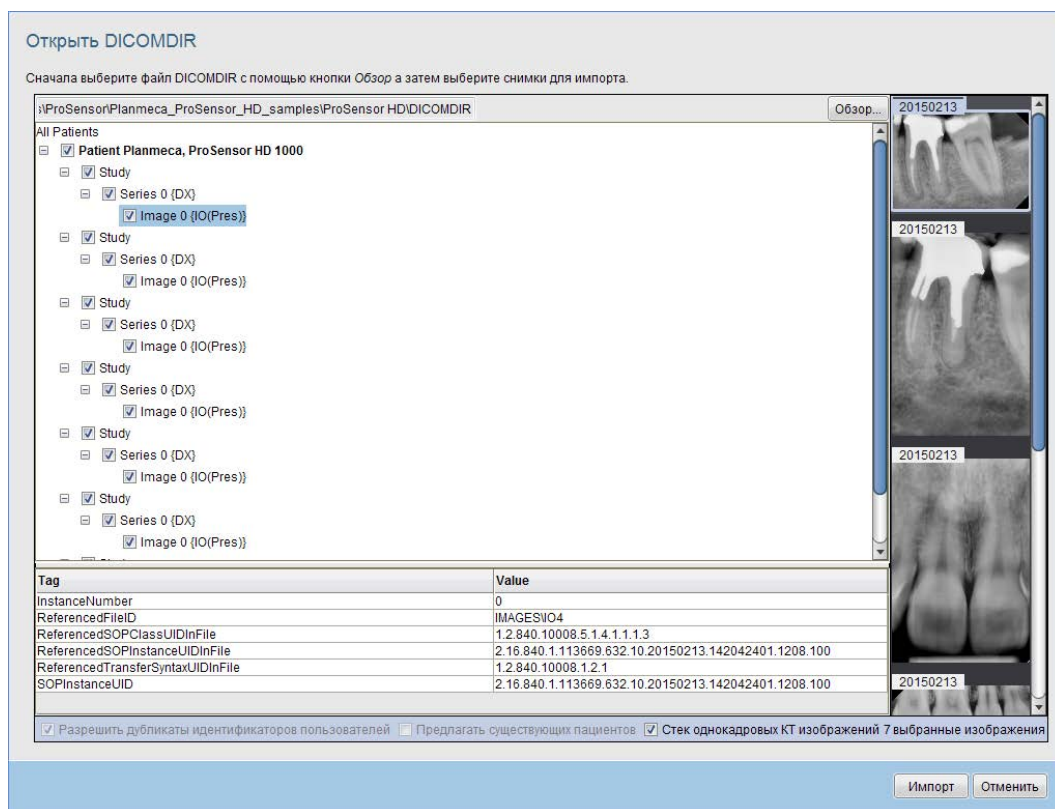 Открыть DICOMDIR
Сначала выберите файл DICOMDIR с помощью кнопки Обзор а затем выберите снимки для импорта.
\ProSensor\Planmeca_ProSensor_HD_samples\ProSensor HD\DICOMDIR
Обзор...
All Patients
Patient Planmeca, ProSensor HD 1000
Study
Series 0 {DX}
Image 0 {IO(Pres)}
Study
Series 0 {DX}
Image 0 {IO(Pres)}
Study
Series 0 {DX}
Image 0 {IO(Pres)}
Study
Series 0 {DX}
Image 0 {IO(Pres)}
Study
Series 0 {DX}
Image 0 {IO(Pres)}
Study
Series 0 {DX}
Image 0 {IO(Pres)}
20150213
20150213
20150213
20150213
Tag Value
InstanceNumber 0
ReferencedFileID IMAGES\IO4
ReferencedSOPClassUIDInFile 1.2.840.10008.5.1.4.1.1.1.3
ReferencedSOPInstanceUIDInFile 2.16.840.1.113669.632.10.20150213.142042401.1208.100
ReferencedTransferSyntaxUIDInFile 1.2.840.10008.1.2.1
SOPInstanceUID 2.16.840.1.113669.632.10.20150213.142042401.1208.100
Разрешить дубликаты идентификаторов пользователей Предлагать существующих пациентов Стек однокадровых КТ изображений 7 выбранные изображения
Импорт Отменить